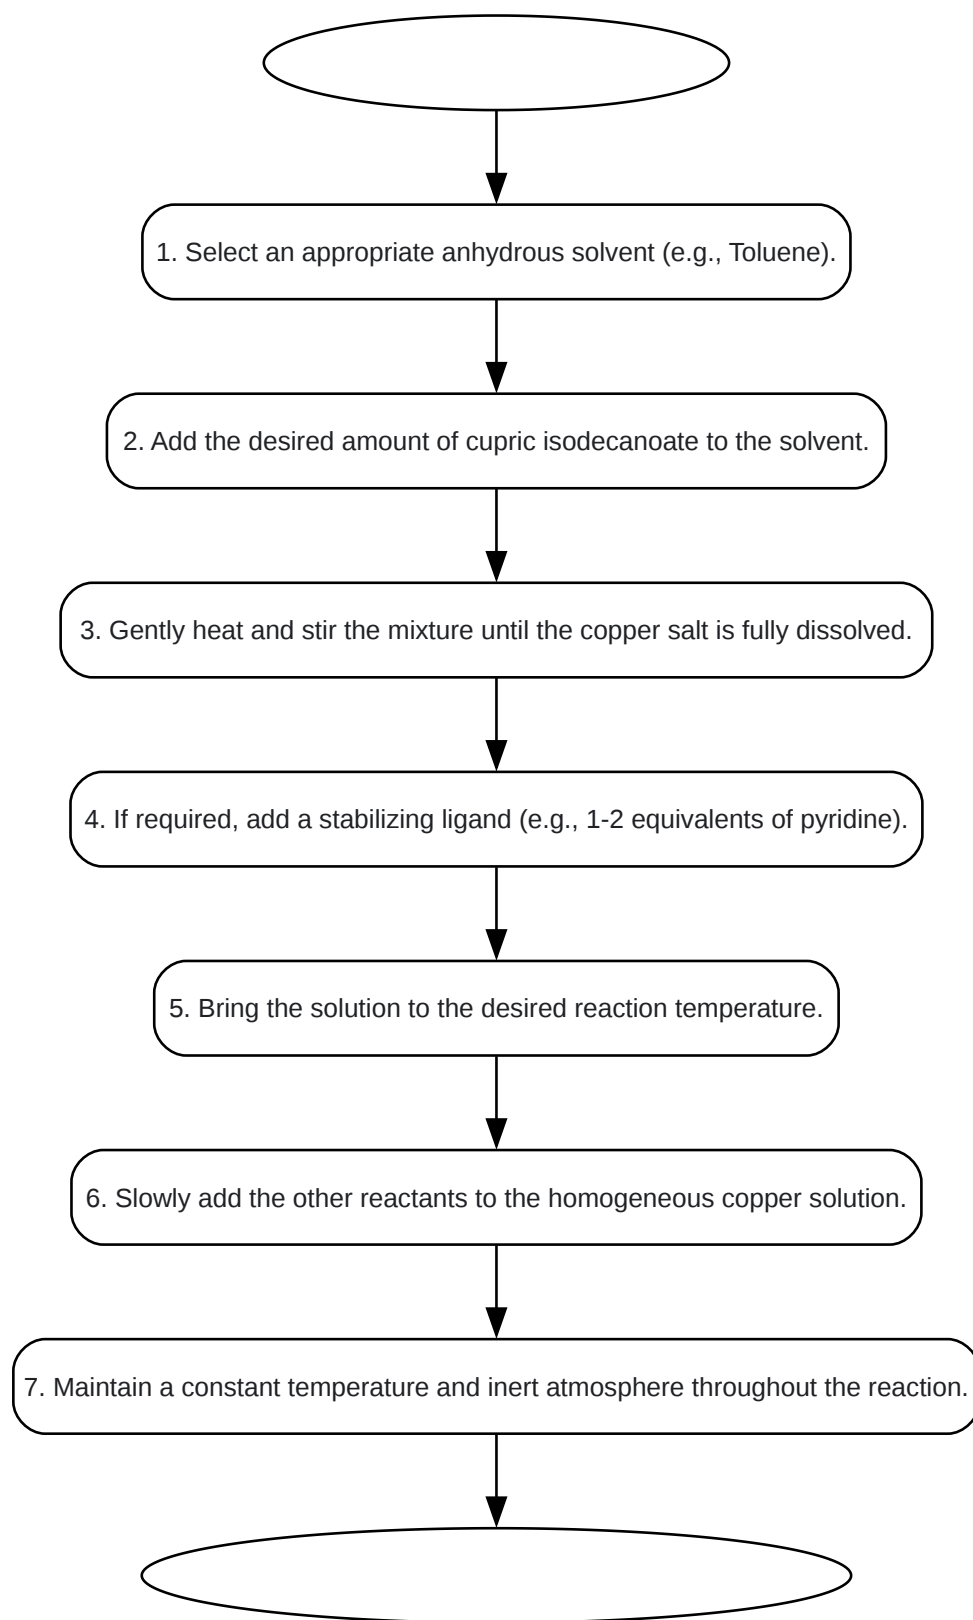 1. Select an appropriate anhydrous solvent (e.g., Toluene).
2. Add the desired amount of cupric isodecanoate to the solvent.
3. Gently heat and stir the mixture until the copper salt is fully dissolved.
4. If required, add a stabilizing ligand (e.g., 1-2 equivalents of pyridine).
5. Bring the solution to the desired reaction temperature.
6. Slowly add the other reactants to the homogeneous copper solution.
7. Maintain a constant temperature and inert atmosphere throughout the reaction.